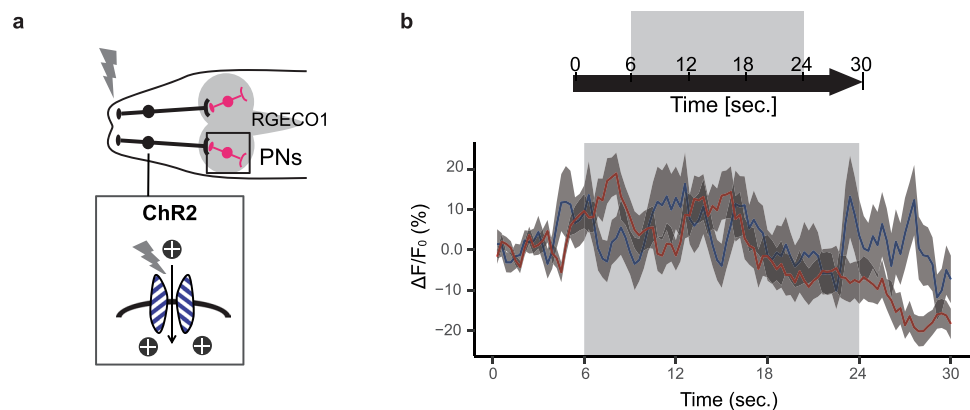 a
RGECO1
PNs
ChR2
b
0 6 12 18 24 30
Time [sec.]
ΔF/F₀ (%)
20
10
0.0
−10
−20
0 6 12 18 24 30
Time (sec.)